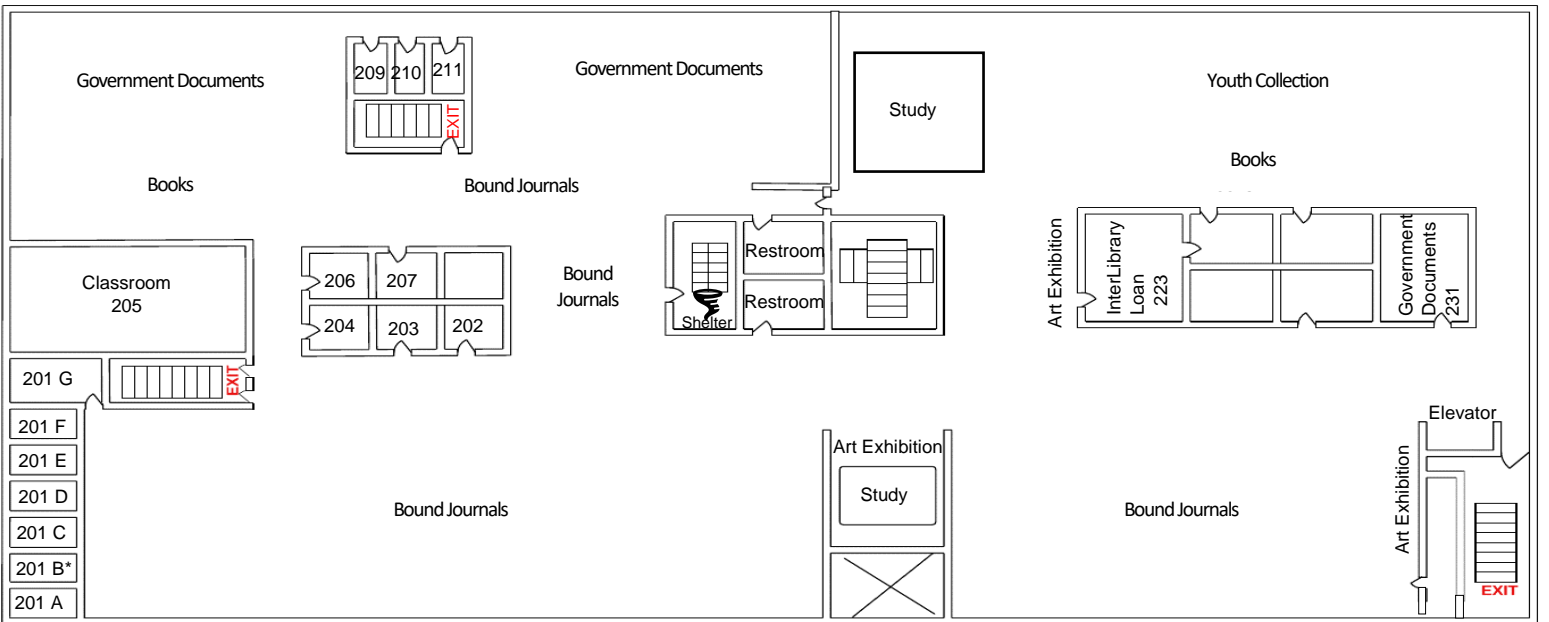 Government Documents
209
210
211
EXIT
Government Documents
Study
Youth Collection
Books
Books
Bound Journals
Classroom
205
206
207
204
203
202
Bound
Journals
Restroom
Restroom
Shelter
Art Exhibition
InterLibrary
Loan
223
Government
Documents
231
201 G
EXIT
201 F
201 E
201 D
201 C
201 B*
201 A
Bound Journals
Art Exhibition
Study
Bound Journals
Elevator
Art Exhibition
EXIT